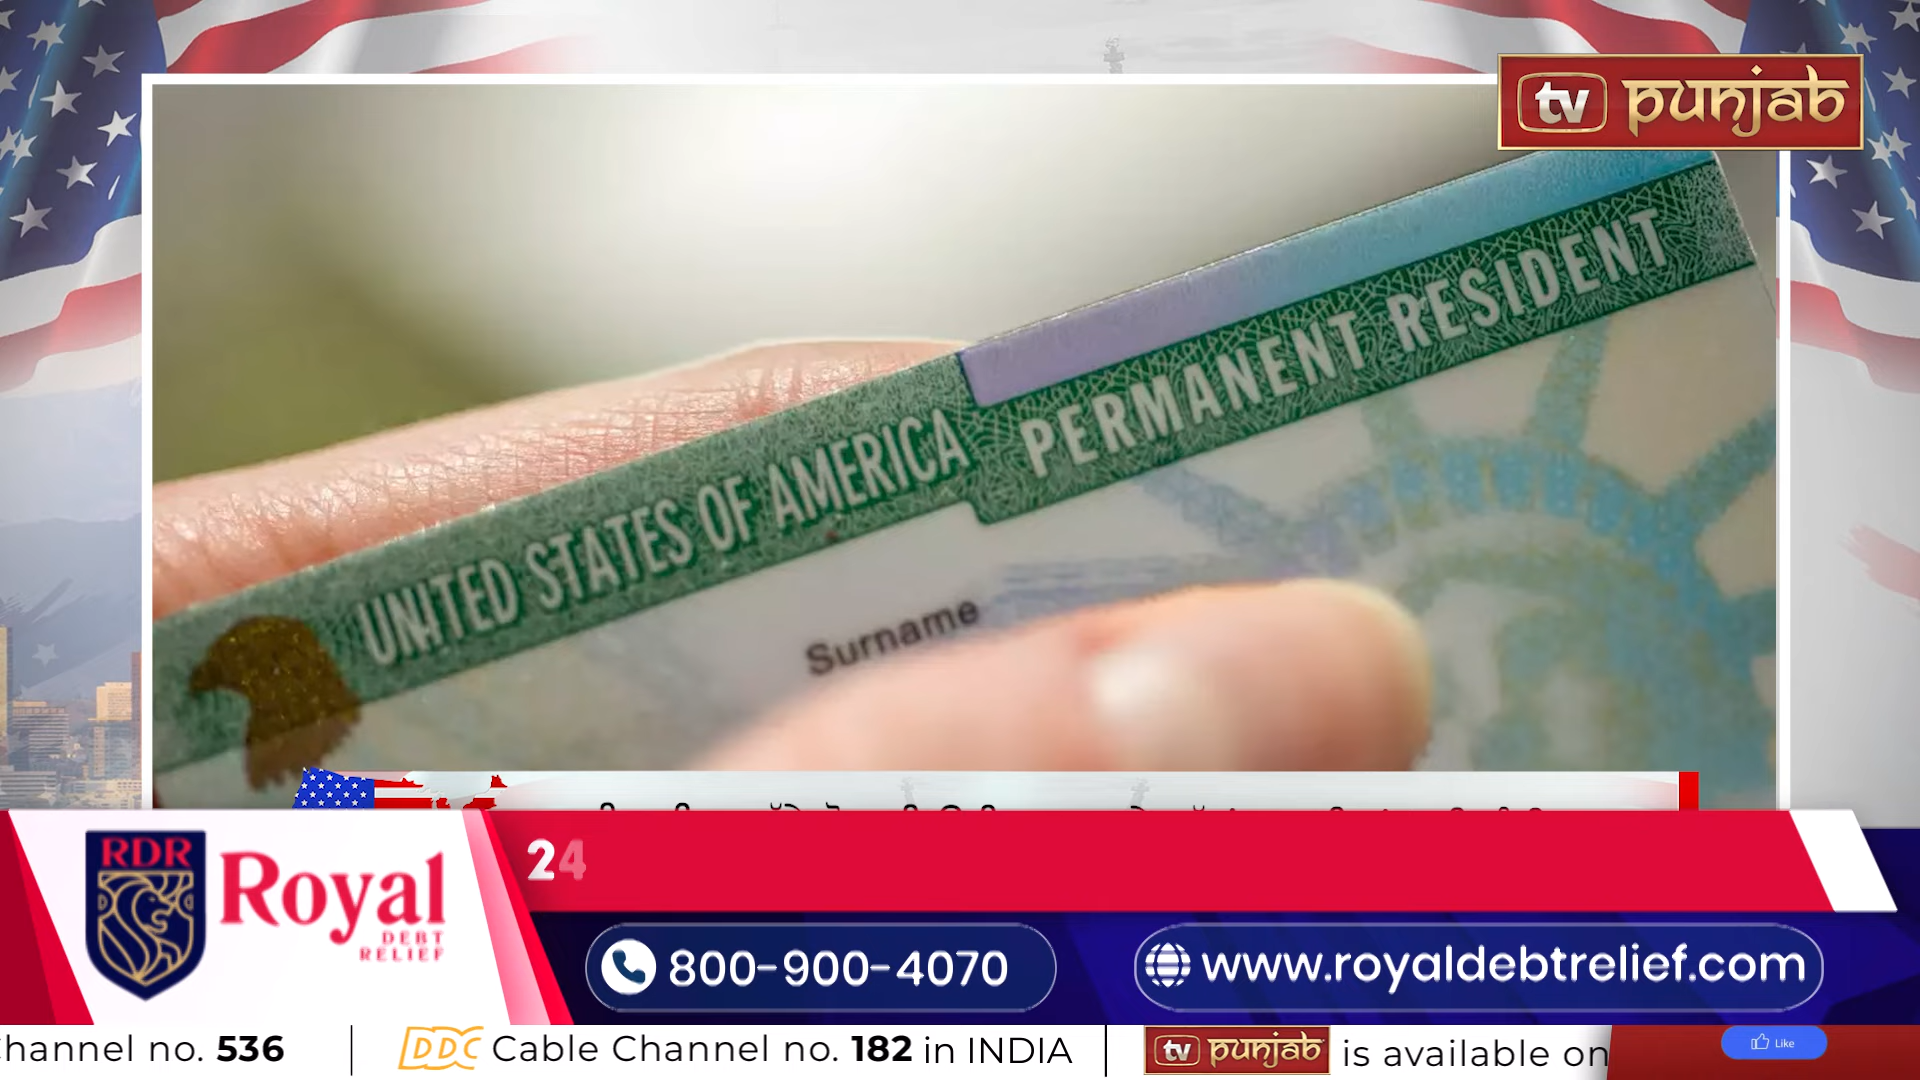 tv punjab
UNITED STATES OF AMERICA PERMANENT RESIDENT
Surname
24
RDR Royal
DEBT
RELIEF
800-900-4070
www.royaldebtrelief.com
Channel no. 536 | DDC Cable Channel no. 182 in INDIA | tv punjab is available on
Like